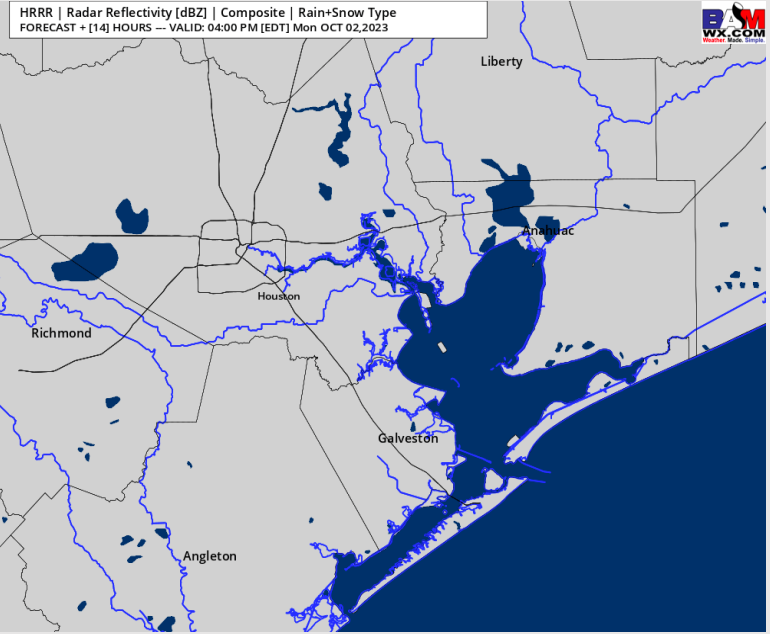 HRRR | Radar Reflectivity [dBZ] | Composite | Rain+Snow Type
FORECAST + [14] HOURS --- VALID: 04:00 PM [EDT] Mon OCT 02,2023
BAM
WX.COM
Weather. Made. Simple.
Liberty
Anahuac
Houston
Richmond
Galveston
Angleton